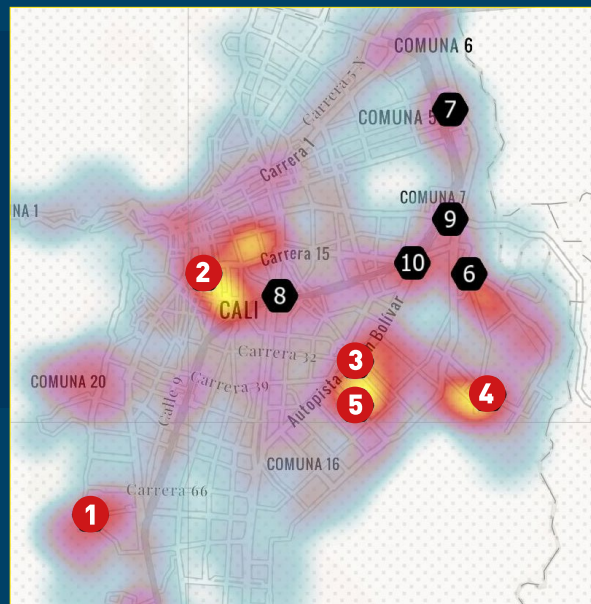 COMUNA 6
COMUNA 5
7
Carrera 5 N
Carrera 1
COMUNA 7
NA 1
9
Carrera 15
10
6
2
8
CALI
Autopista
n Bolívar
Carrera 32
3
COMUNA 20
Carrera 39
Calle 9
5
4
COMUNA 16
Carrera 66
1